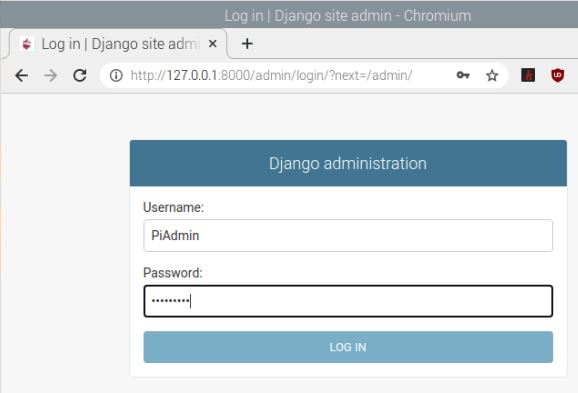 Log in | Django site admin - Chromium
Log in | Django site admi
http://127.0.0.1:8000/admin/login/?next=/admin/
Django administration
Username:
PiAdmin
Password:
•••••••••
LOG IN